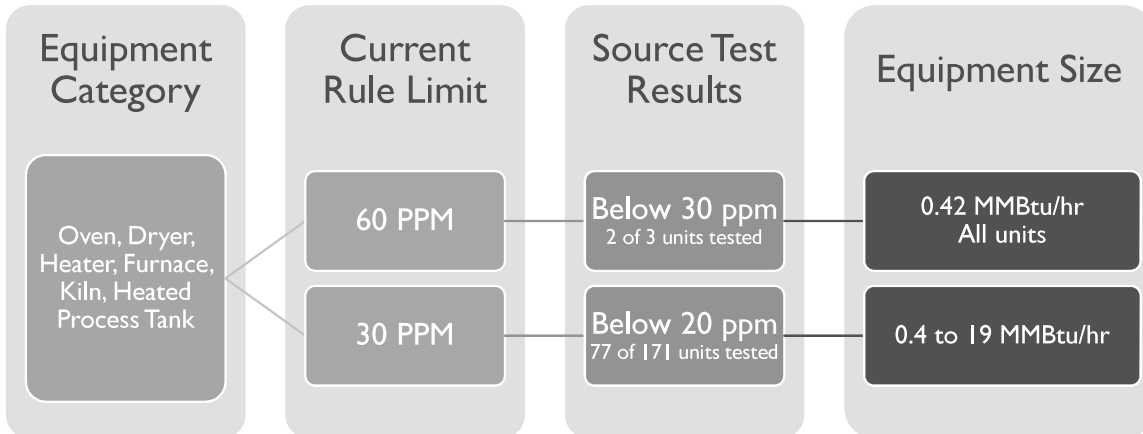 Equipment
Category
Current
Rule Limit
Source Test
Results
Equipment Size
Oven, Dryer,
Heater, Furnace,
Kiln, Heated
Process Tank
60 PPM
Below 30 ppm
2 of 3 units tested
0.42 MMBtu/hr
All units
30 PPM
Below 20 ppm
77 of 171 units tested
0.4 to 19 MMBtu/hr